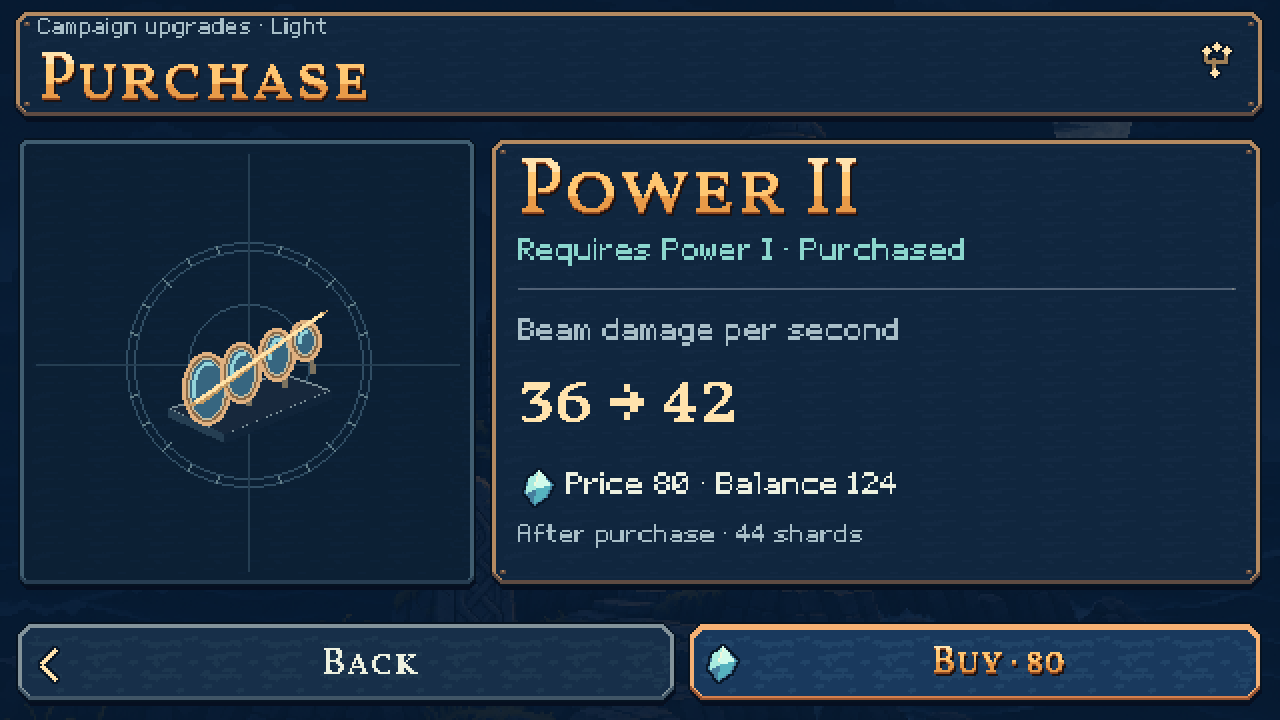 Campaign upgrades · Light
Purchase
Power II
Requires Power I · Purchased
Beam damage per second
36 → 42
Price 80 · Balance 124
After purchase · 44 shards
Back
Buy · 80